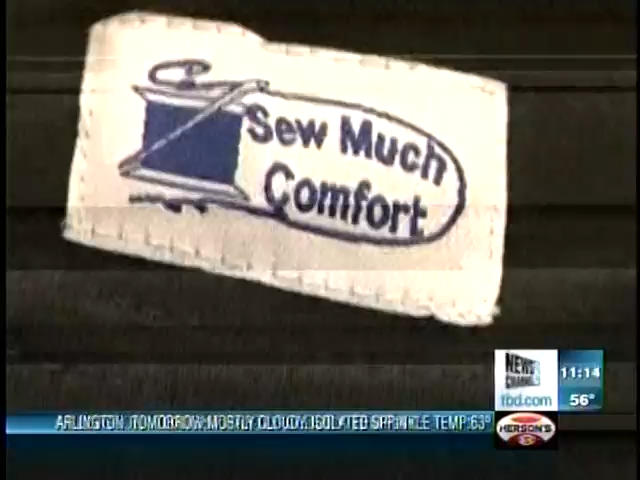 Sew Much
Comfort
NEWS
CHANNEL 8
11:14
tbd.com
56°
ARLINGTON: TOMORROW: MOSTLY CLOUDY, ISOLATED SPRINKLE TEMP: 63°
HERSON'S